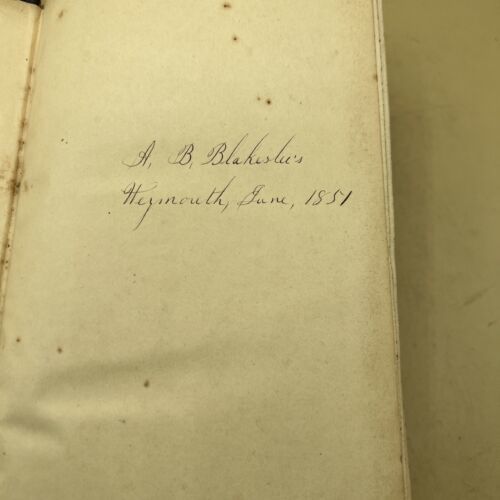 A. B. Blakeslee's
Weymouth, June, 1851